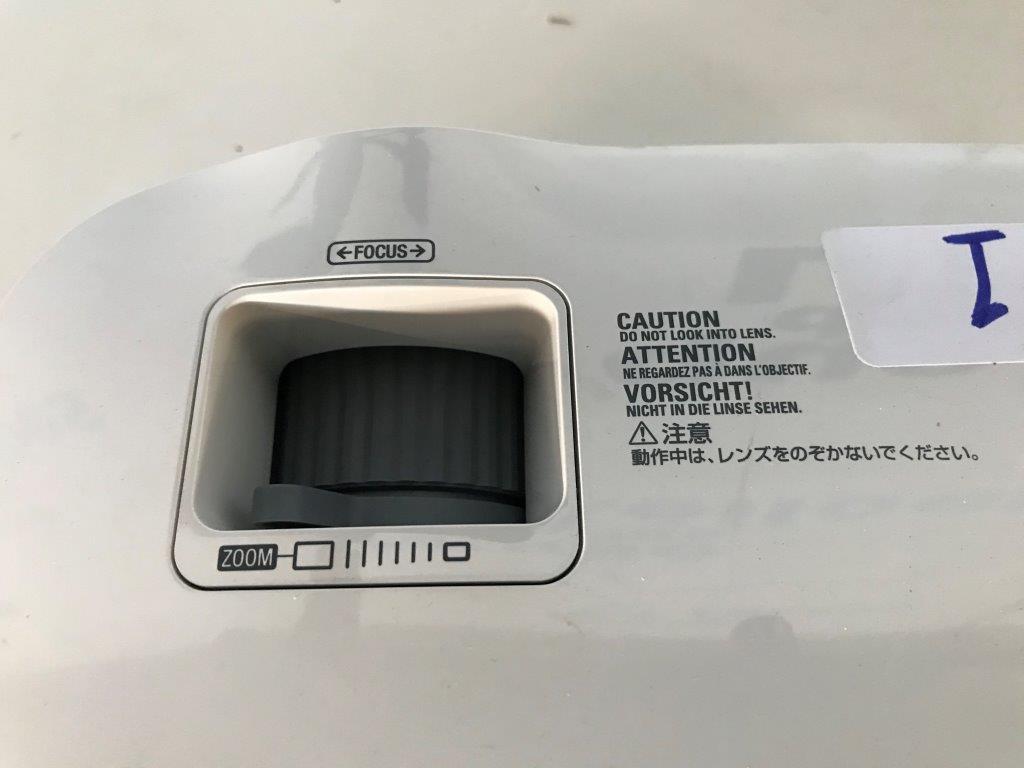 ←FOCUS→
CAUTION
DO NOT LOOK INTO LENS.
ATTENTION
NE REGARDEZ PAS À DANS L'OBJECTIF.
VORSICHT!
NICHT IN DIE LINSE SEHEN.
⚠注意
動作中は、レンズをのぞかないでください。
ZOOM
I